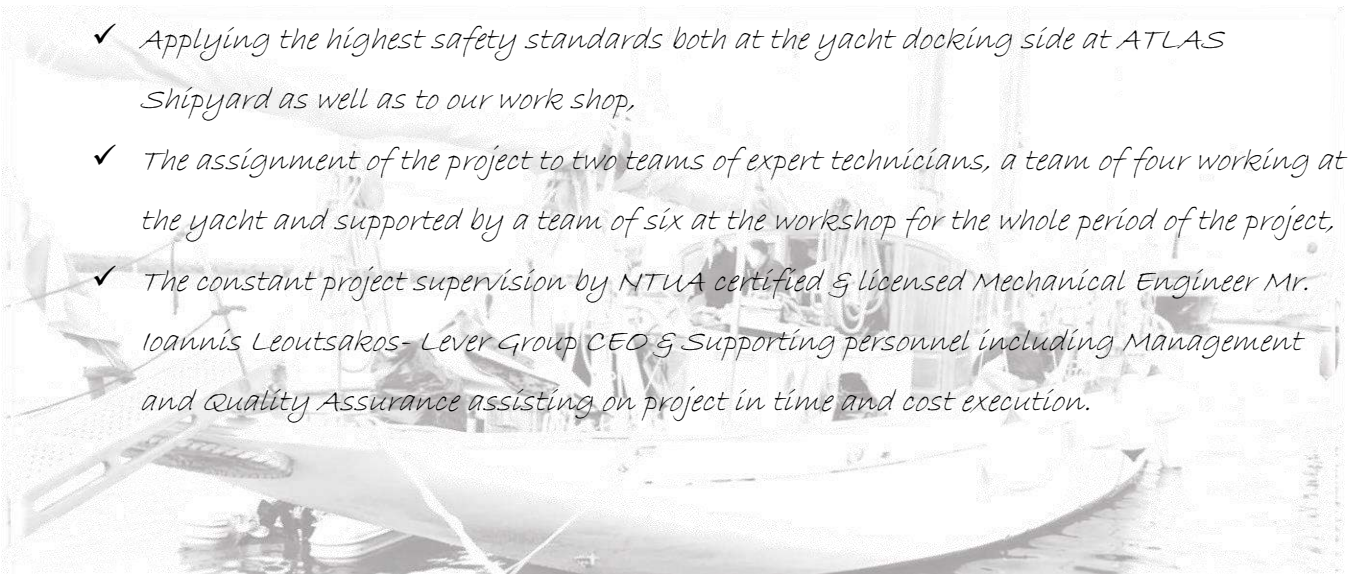 ✓ Applying the highest safety standards both at the yacht docking side at ATLAS
Shipyard as well as to our work shop,
✓ The assignment of the project to two teams of expert technicians, a team of four working at
the yacht and supported by a team of six at the workshop for the whole period of the project,
✓ The constant project supervision by NTUA certified & licensed Mechanical Engineer Mr.
Ioannis Leoutsakos- Lever Group CEO & Supporting personnel including Management
and Quality Assurance assisting on project in time and cost execution.